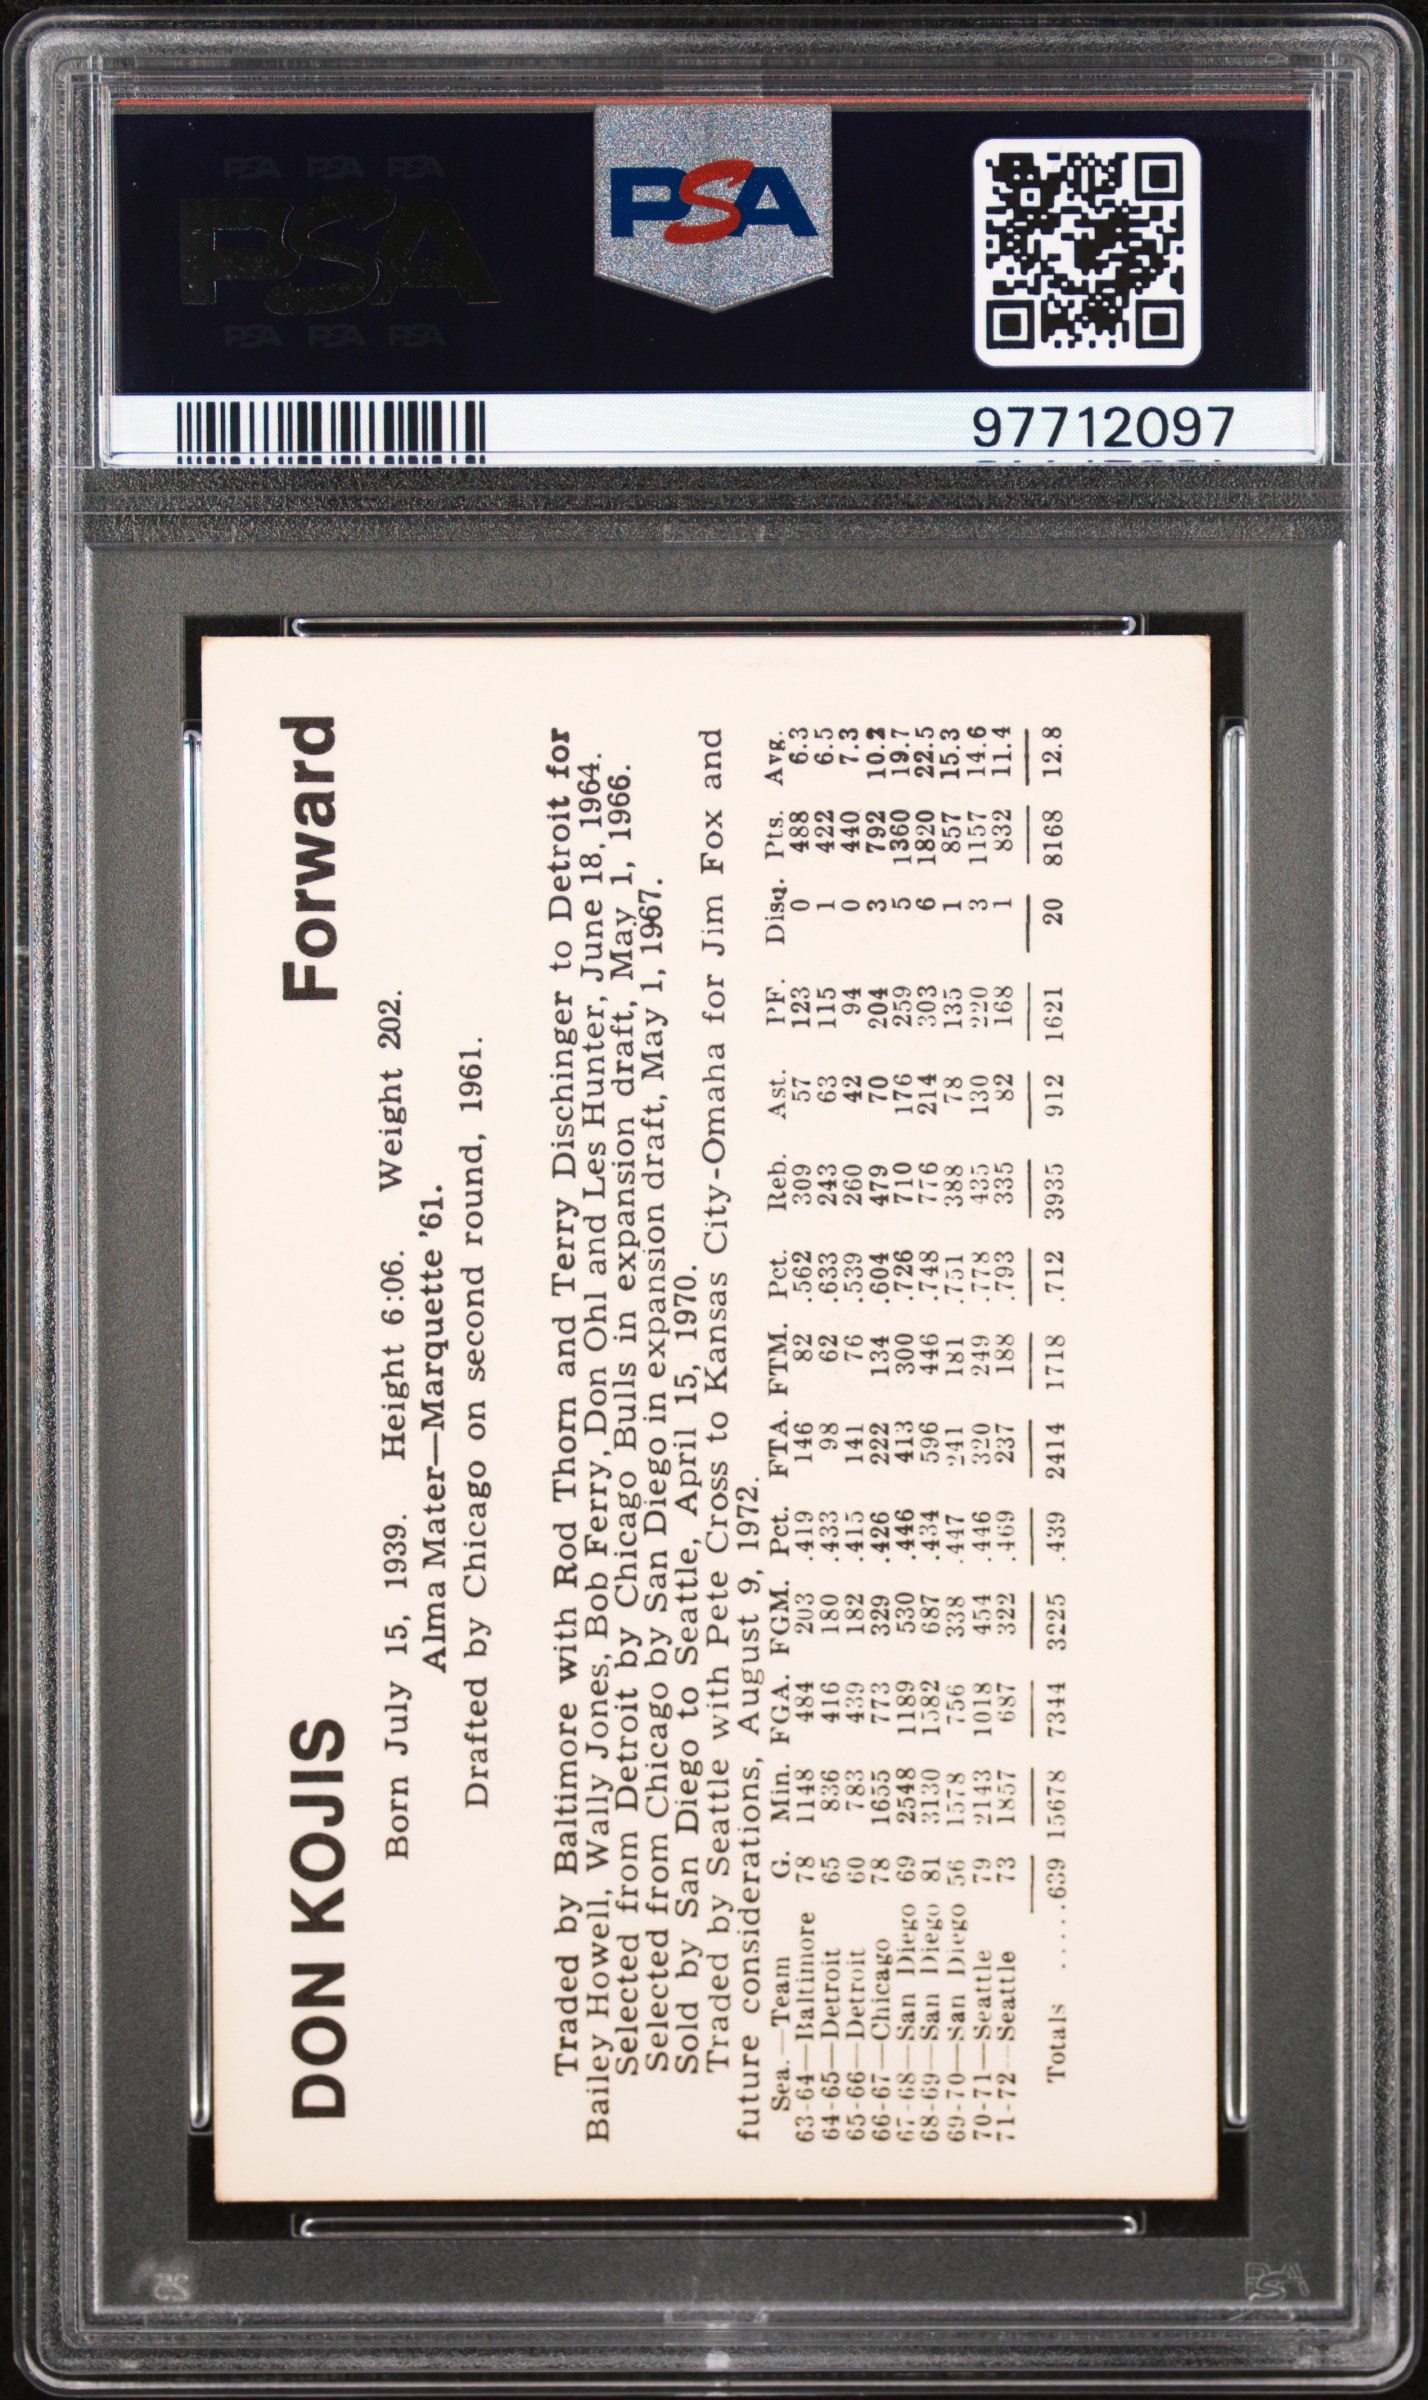 PSA PSA PSA
PSA
PSA PSA PSA
PSA
97712097
DON KOJIS Forward
Born July 15, 1939. Height 6:06. Weight 202.
Alma Mater—Marquette '61.
Drafted by Chicago on second round, 1961.
Traded by Baltimore with Rod Thorn and Terry Dischinger to Detroit for
Bailey Howell, Wally Jones, Bob Ferry, Don Ohl and Les Hunter, June 18, 1964.
Selected from Detroit by Chicago Bulls in expansion draft, May 1, 1966.
Selected from Chicago by San Diego in expansion draft, May 1, 1967.
Sold by San Diego to Seattle, April 15, 1970.
Traded by Seattle with Pete Cross to Kansas City-Omaha for Jim Fox and
future considerations, August 9, 1972.
Sea.—Team G. Min. FGA. FGM. Pct. FTA. FTM. Pct. Reb. Ast. PF. Disq. Pts. Avg.
63-64—Baltimore 78 1148 484 203 .419 146 82 .562 309 57 123 0 488 6.3
64-65—Detroit 65 836 416 180 .433 98 62 .633 243 63 115 1 422 6.5
65-66—Detroit 60 783 439 182 .415 141 76 .539 260 42 94 0 440 7.3
66-67—Chicago 78 1655 773 329 .426 222 134 .604 479 70 204 3 792 10.2
67-68—San Diego 69 2548 1189 530 .446 413 300 .726 710 176 259 5 1360 19.7
68-69—San Diego 81 3130 1582 687 .434 596 446 .748 776 214 303 6 1820 22.5
69-70—San Diego 56 1578 756 338 .447 241 181 .751 388 78 135 1 857 15.3
70-71—Seattle 79 2143 1018 454 .446 320 249 .778 435 130 220 3 1157 14.6
71-72—Seattle 73 1857 687 322 .469 237 188 .793 335 82 168 1 832 11.4
Totals .....639 15678 7344 3225 .439 2414 1718 .712 3935 912 1621 20 8168 12.8
PSA